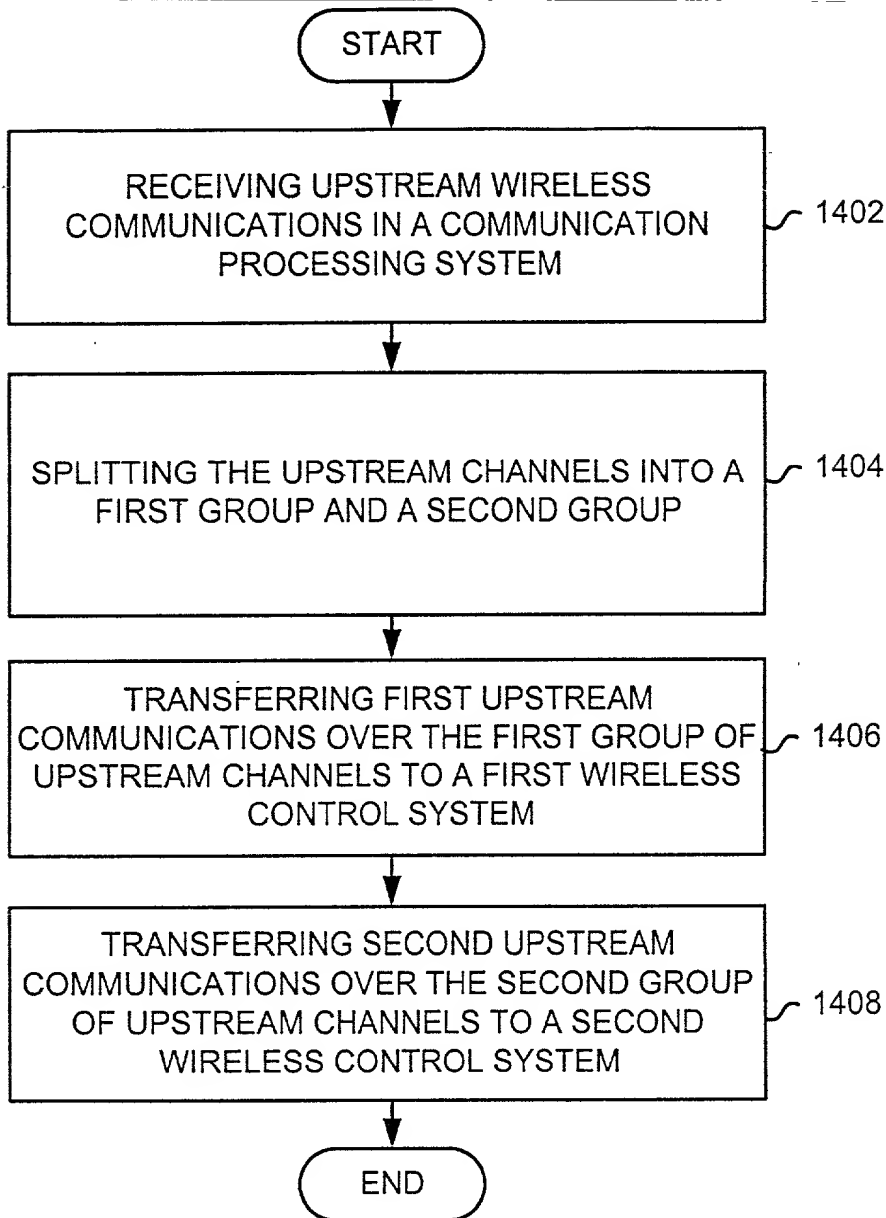 START
RECEIVING UPSTREAM WIRELESS
COMMUNICATIONS IN A COMMUNICATION
PROCESSING SYSTEM
1402
SPLITTING THE UPSTREAM CHANNELS INTO A
FIRST GROUP AND A SECOND GROUP
1404
TRANSFERRING FIRST UPSTREAM
COMMUNICATIONS OVER THE FIRST GROUP OF
UPSTREAM CHANNELS TO A FIRST WIRELESS
CONTROL SYSTEM
1406
TRANSFERRING SECOND UPSTREAM
COMMUNICATIONS OVER THE SECOND GROUP
OF UPSTREAM CHANNELS TO A SECOND
WIRELESS CONTROL SYSTEM
1408
END